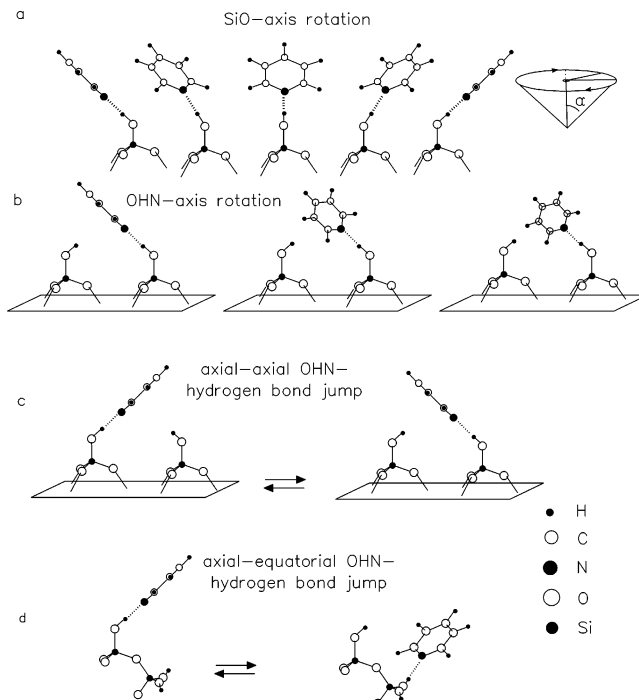 a
SiO-axis rotation
α
b
OHN-axis rotation
c
axial-axial OHN-
hydrogen bond jump
H
C
N
O
Si
d
axial-equatorial OHN-
hydrogen bond jump